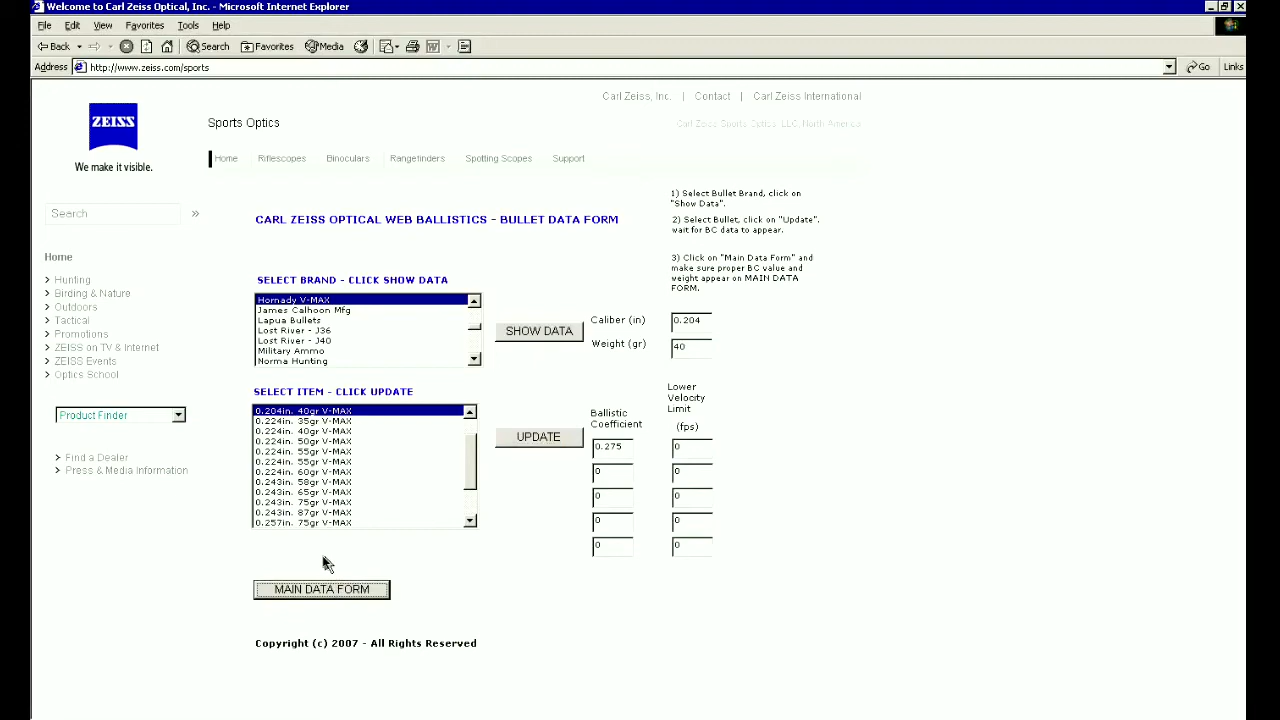 Welcome to Carl Zeiss Optical, Inc. - Microsoft Internet Explorer
File Edit View Favorites Tools Help
Back Search Favorites Media
Address http://www.zeiss.com/sports Go Links
Carl Zeiss, Inc. | Contact | Carl Zeiss International
ZEISS
Sports Optics
Carl Zeiss Sports Optics, LLC, North America
We make it visible.
Home Riflescopes Binoculars Rangefinders Spotting Scopes Support
Search »
CARL ZEISS OPTICAL WEB BALLISTICS - BULLET DATA FORM
1) Select Bullet Brand, click on
"Show Data".
2) Select Bullet, click on "Update",
wait for BC data to appear.
3) Click on "Main Data Form" and
make sure proper BC value and
weight appear on MAIN DATA
FORM.
Home
> Hunting
> Birding & Nature
> Outdoors
> Tactical
> Promotions
> ZEISS on TV & Internet
> ZEISS Events
> Optics School
Product Finder
> Find a Dealer
> Press & Media Information
SELECT BRAND - CLICK SHOW DATA
Hornady V-MAX
James Calhoon Mfg
Lapua Bullets
Lost River - J36
Lost River - J40
Military Ammo
Norma Hunting
SHOW DATA
Caliber (in) 0.204
Weight (gr) 40
SELECT ITEM - CLICK UPDATE
0.204in. 40gr V-MAX
0.224in. 35gr V-MAX
0.224in. 40gr V-MAX
0.224in. 50gr V-MAX
0.224in. 55gr V-MAX
0.224in. 55gr V-MAX
0.224in. 60gr V-MAX
0.243in. 58gr V-MAX
0.243in. 65gr V-MAX
0.243in. 75gr V-MAX
0.243in. 87gr V-MAX
0.257in. 75gr V-MAX
UPDATE
Ballistic
Coefficient
Lower
Velocity
Limit
(fps)
0.275 0
0 0
0 0
0 0
0 0
MAIN DATA FORM
Copyright (c) 2007 - All Rights Reserved